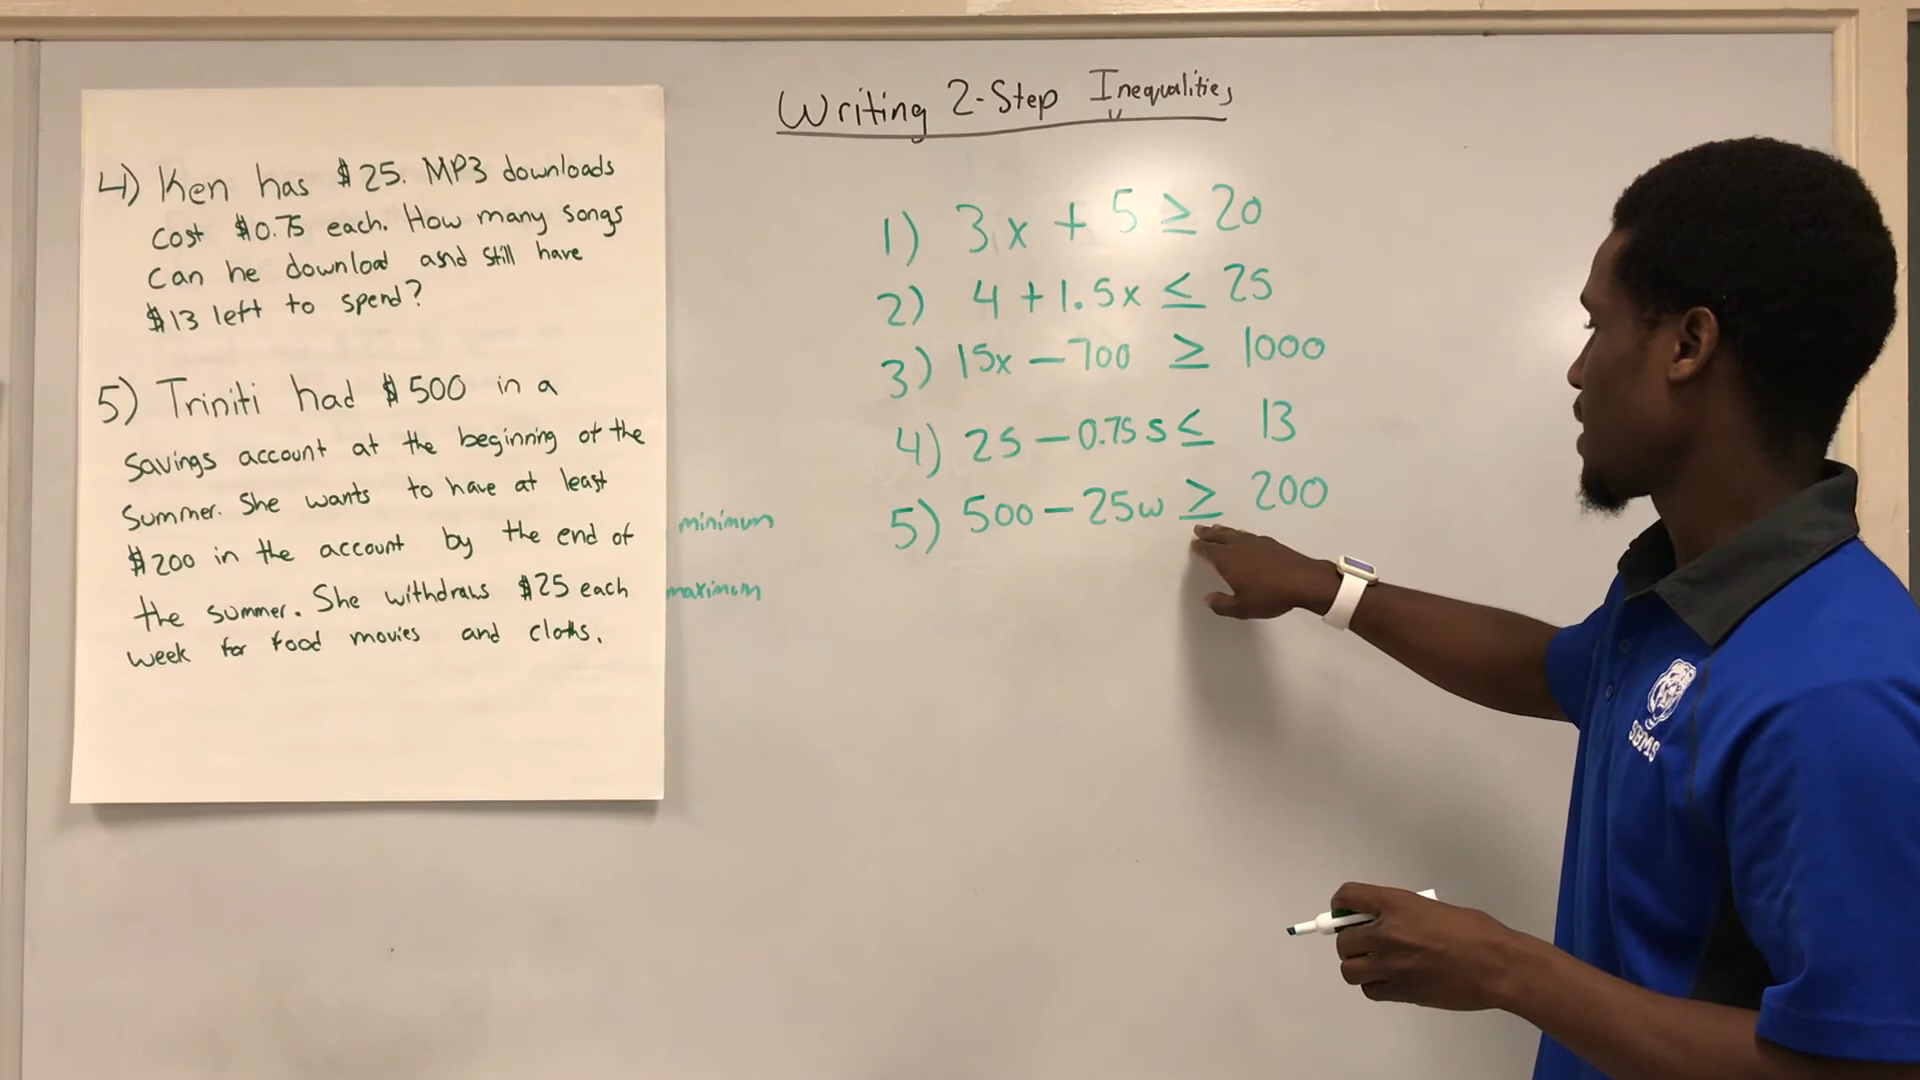 Writing 2-Step Inequalities
4) Ken has $25. MP3 downloads
cost $0.75 each. How many songs
can he download and still have
$13 left to spend?
5) Triniti had $500 in a
savings account at the beginning of the
summer. She wants to have at least
$200 in the account by the end of
the summer. She withdraws $25 each
week for food movies and cloths.
minimum
maximum
1) 3x + 5 ≥ 20
2) 4 + 1.5x ≤ 25
3) 15x - 700 ≥ 1000
4) 25 - 0.75s ≤ 13
5) 500 - 25w ≥ 200
SGMS